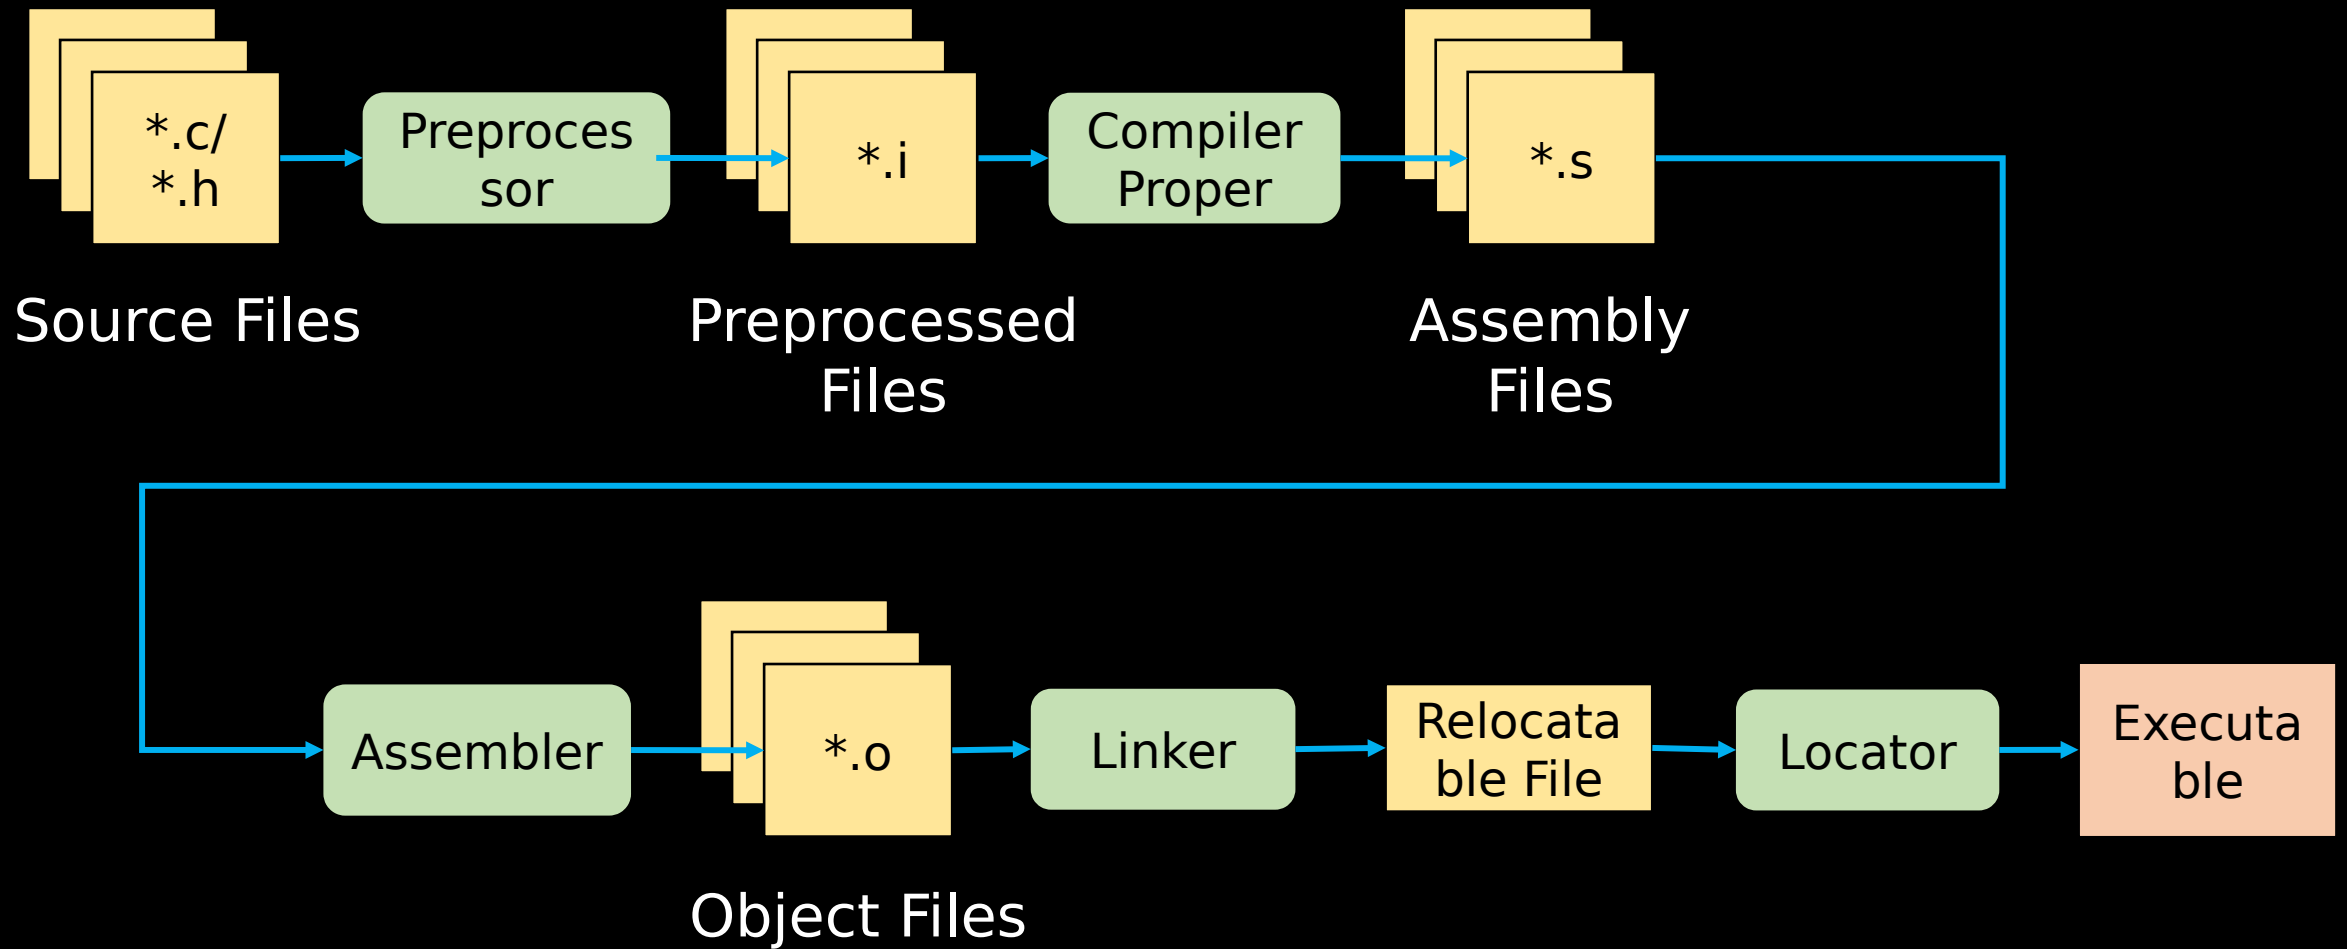 *.c/
*.h
Preproces
sor
*.i
Compiler
Proper
*.s
Source Files
Preprocessed
Files
Assembly
Files
Assembler
*.o
Linker
Relocata
ble File
Locator
Executa
ble
Object Files